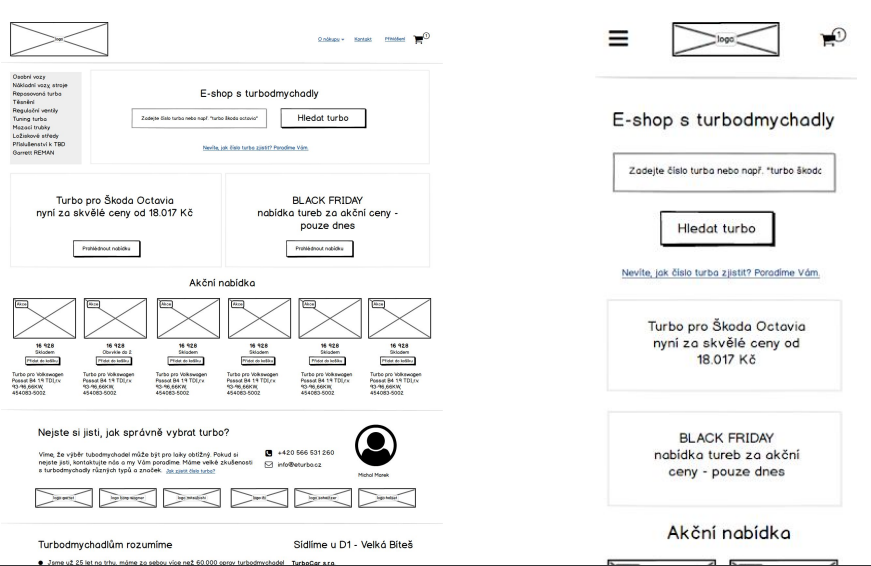 logo
O nákupu
Kontakt
Přihlášení
1
Osobní vozy
Nákladní vozy, stroje
Repasovaná turba
Těsnění
Regulační ventily
Tuning turba
Mazací trubky
Ložiskové středy
Příslušenství k TBD
Garrett REMAN
E-shop s turbodmychadly
Zadejte číslo turba nebo např. "turbo škoda octavia"
Hledat turbo
Nevíte, jak číslo turba zjistit? Poradíme Vám.
Turbo pro Škoda Octavia
nyní za skvělé ceny od 18.017 Kč
Prohlédnout nabídku
BLACK FRIDAY
nabídka tureb za akční ceny -
pouze dnes
Prohlédnout nabídku
Akční nabídka
Akce Akce Akce Akce Akce Akce
16 928 16 928 16 928 16 928 16 928 16 928
Skladem Obvykle do 2 Skladem Skladem Skladem Skladem
Přidat do košíku Přidat do košíku Přidat do košíku Přidat do košíku Přidat do košíku Přidat do košíku
Turbo pro Volkswagen Turbo pro Volkswagen Turbo pro Volkswagen Turbo pro Volkswagen Turbo pro Volkswagen Turbo pro Volkswagen
Passat B4 1.9 TDI,r.v. Passat B4 1.9 TDI,r.v. Passat B4 1.9 TDI,r.v. Passat B4 1.9 TDI,r.v. Passat B4 1.9 TDI,r.v. Passat B4 1.9 TDI,r.v.
93-96,66KW, 93-96,66KW, 93-96,66KW, 93-96,66KW, 93-96,66KW, 93-96,66KW,
454083-5002 454083-5002 454083-5002 454083-5002 454083-5002 454083-5002
Nejste si jisti, jak správně vybrat turbo?
Víme, že výběr tubodmychadel může být pro laiky obtížný. Pokud si
nejste jisti, kontaktujte nás a my Vám poradíme. Máme velké zkušenosti
s turbodmychadly různých typů a značek. Jak zjistit číslo turba?
+420 566 531 260
info@eturbo.cz
Michal Marek
logo garret logo borg-wagner logo mitsubishi logo ihi logo schwitzer logo holset
Turbodmychadlům rozumíme
Jsme už 25 let na trhu, máme za sebou více než 60.000 oprav turbodmychadel
Sídlíme u D1 - Velká Bíteš
TurboCar s.r.o.
logo
1
E-shop s turbodmychadly
Zadejte číslo turba nebo např. "turbo škoda
Hledat turbo
Nevíte, jak číslo turba zjistit? Poradíme Vám.
Turbo pro Škoda Octavia
nyní za skvělé ceny od
18.017 Kč
BLACK FRIDAY
nabídka tureb za akční
ceny - pouze dnes
Akční nabídka